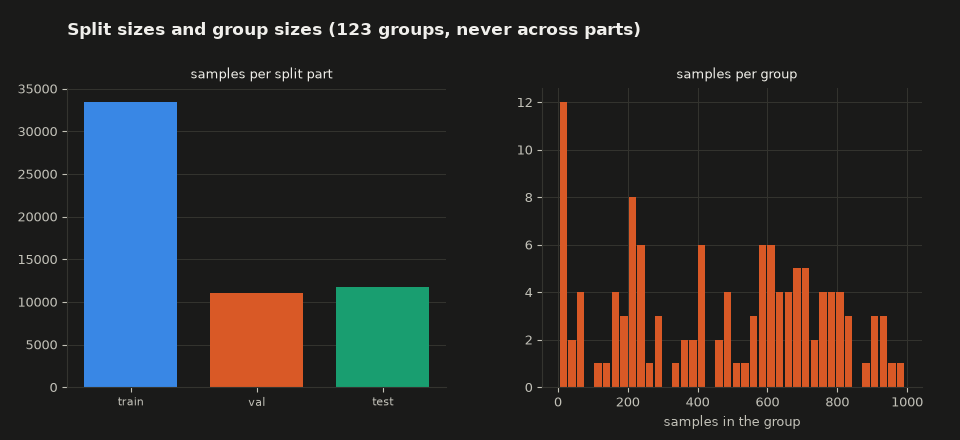 Split sizes and group sizes (123 groups, never across parts)
samples per split part
35000
30000
25000
20000
15000
10000
5000
0
train val test
samples per group
12
10
8
6
4
2
0
0 200 400 600 800 1000
samples in the group